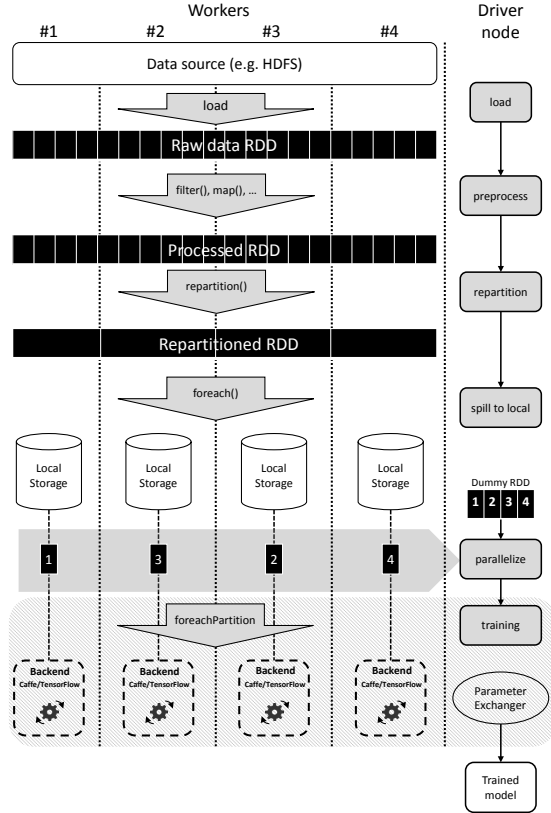 Workers
Driver
node
#1 #2 #3 #4
Data source (e.g. HDFS)
load
load
Raw data RDD
filter(), map(), ...
preprocess
Processed RDD
repartition()
repartition
Repartitioned RDD
foreach()
spill to local
Local
Storage
Local
Storage
Local
Storage
Local
Storage
Dummy RDD
1 2 3 4
1 3 2 4
parallelize
foreachPartition
training
Backend
Caffe/TensorFlow
Backend
Caffe/TensorFlow
Backend
Caffe/TensorFlow
Backend
Caffe/TensorFlow
Parameter
Exchanger
Trained
model